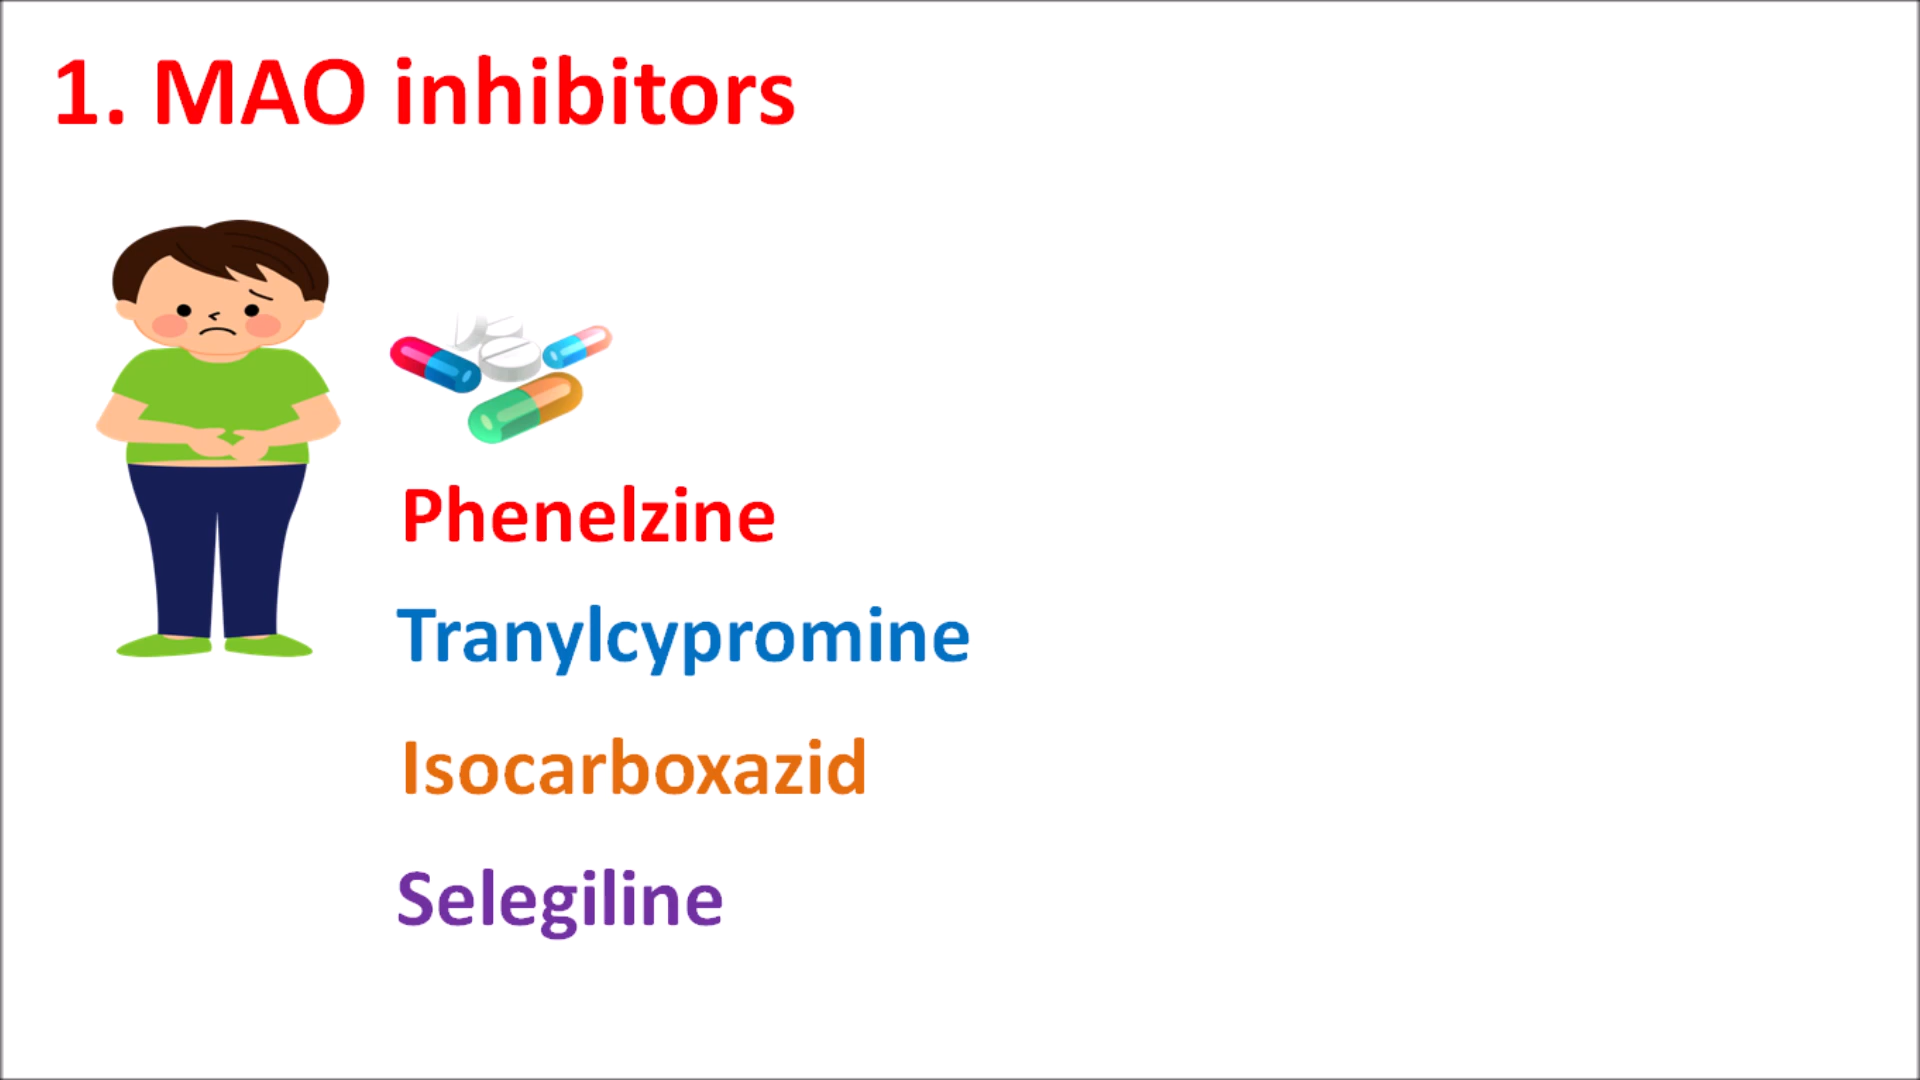 1. MAO inhibitors
Phenelzine
Tranylcypromine
Isocarboxazid
Selegiline